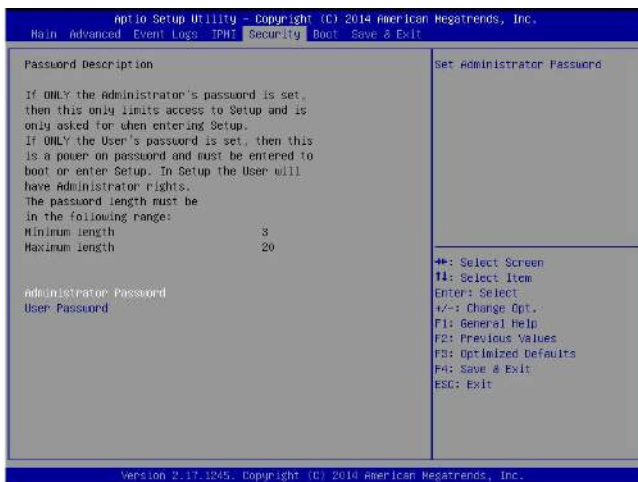 Aptio Setup Utility - Copyright (C) 2014 American Megatrends, Inc.
Main Advanced Event Logs IPMI Security Boot Save & Exit
Password Description
If ONLY the Administrator's password is set,
then this only limits access to Setup and is
only asked for when entering Setup.
If ONLY the User's password is set, then this
is a power on password and must be entered to
boot or enter Setup. In Setup the User will
have Administrator rights.
The password length must be
in the following range:
Minimum length 3
Maximum length 20
Administrator Password
User Password
Set Administrator Password
→←: Select Screen
↑↓: Select Item
Enter: Select
+/-: Change Opt.
F1: General Help
F2: Previous Values
F3: Optimized Defaults
F4: Save & Exit
ESC: Exit
Version 2.17.1245. Copyright (C) 2014 American Megatrends, Inc.